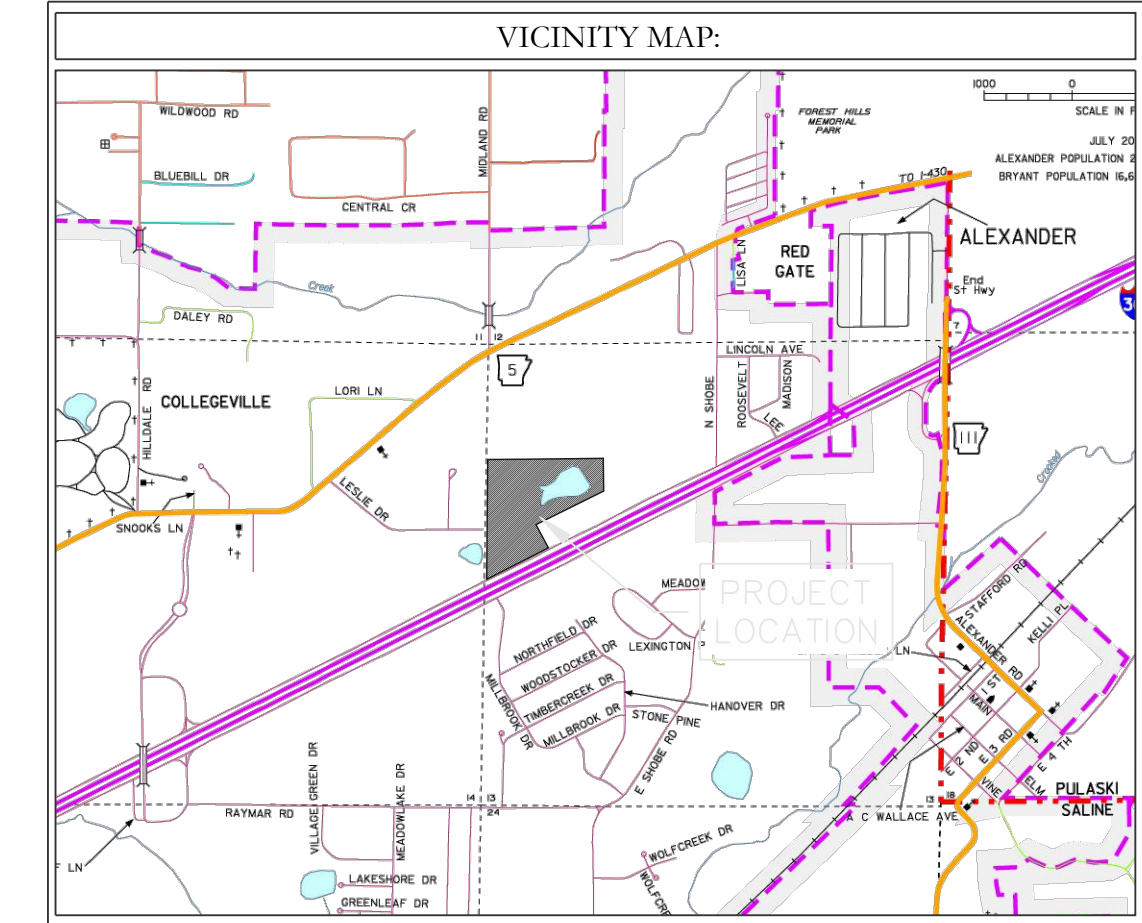 VICINITY MAP:
1000 0
SCALE IN F
JULY 20
ALEXANDER POPULATION 2
BRYANT POPULATION 16,6
FOREST HILLS
MEMORIAL
PARK
WILDWOOD RD
MIDLAND RD
BLUEBILL DR
CENTRAL CR
TO I-430
ALEXANDER
LISA LN
RED
GATE
End
St Hwy
Creek
DALEY RD
7
11 12
5
LINCOLN AVE
N SHOBE
ROOSEVELT
MADISON
LEE
HILLDALE RD
COLLEGEVILLE
LORI LN
111
Crooked
LESLIE DR
SNOOKS LN
PROJECT
LOCATION
MEADOW
LEXINGTON
STAFFORD RD
KELLI PL
ALEXANDER RD
LN
NORTHFIELD DR
WOODSTOCKER DR
TIMBERCREEK DR
MILLBROOK DR
MILLBROOK DR
HANOVER DR
STONE PINE
E SHOBE RD
I ST
MAIN
E 2 ND
E 3 RD
E 4 TH
VINE
ELM
PULASKI
SALINE
14 13
24
13 18
A C WALLACE AVE
RAYMAR RD
VILLAGE GREEN DR
MEADOWLAKE DR
F LN
LAKESHORE DR
GREENLEAF DR
WOLFCREEK DR
WOLFCRE